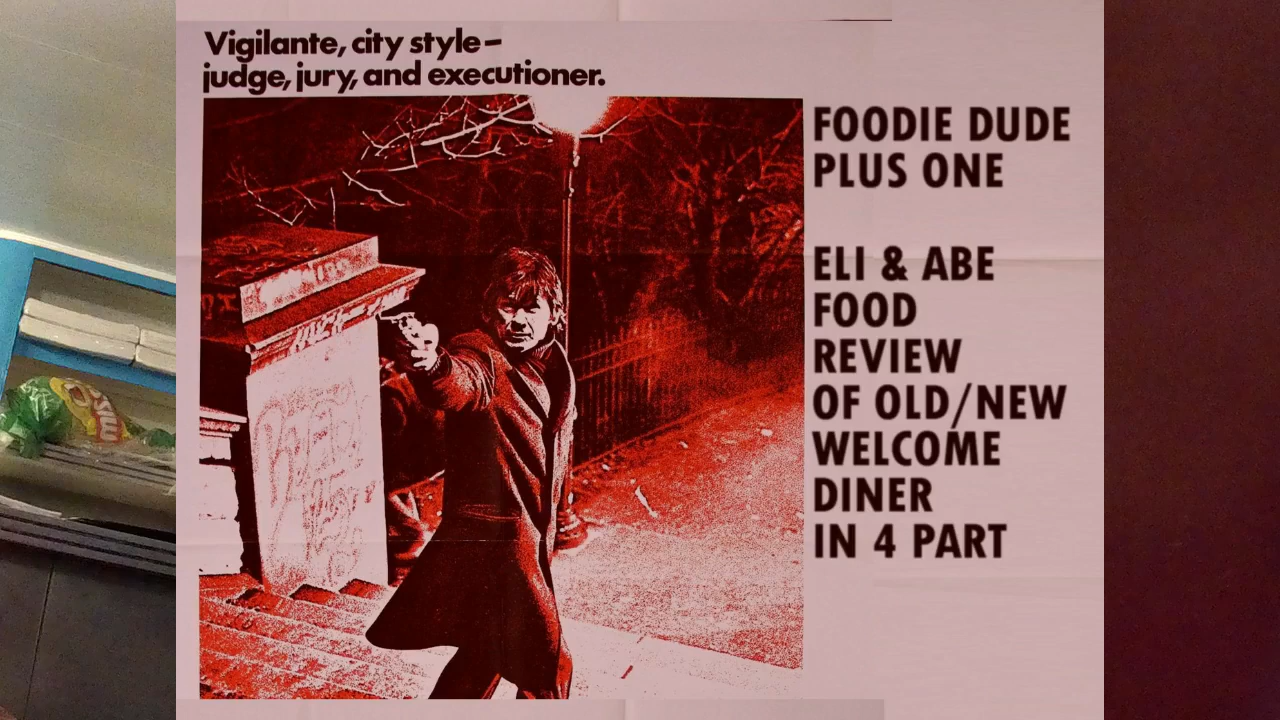 Vigilante, city style–
judge, jury, and executioner.
FOODIE DUDE
PLUS ONE
ELI & ABE
FOOD
REVIEW
OF OLD/NEW
WELCOME
DINER
IN 4 PART